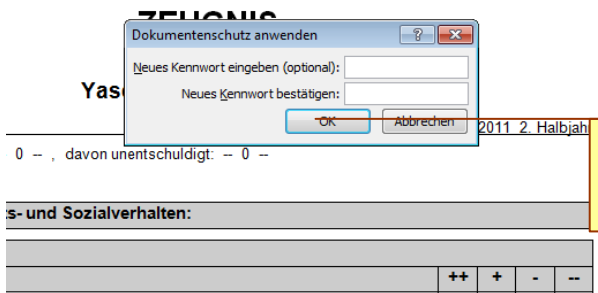 ZEUGNIS
Dokumentenschutz anwenden
Neues Kennwort eingeben (optional):
Yas
Neues Kennwort bestätigen:
OK Abbrechen
2011 2. Halbjah
0 -- , davon unentschuldigt: -- 0 --
s- und Sozialverhalten:
++ + - --